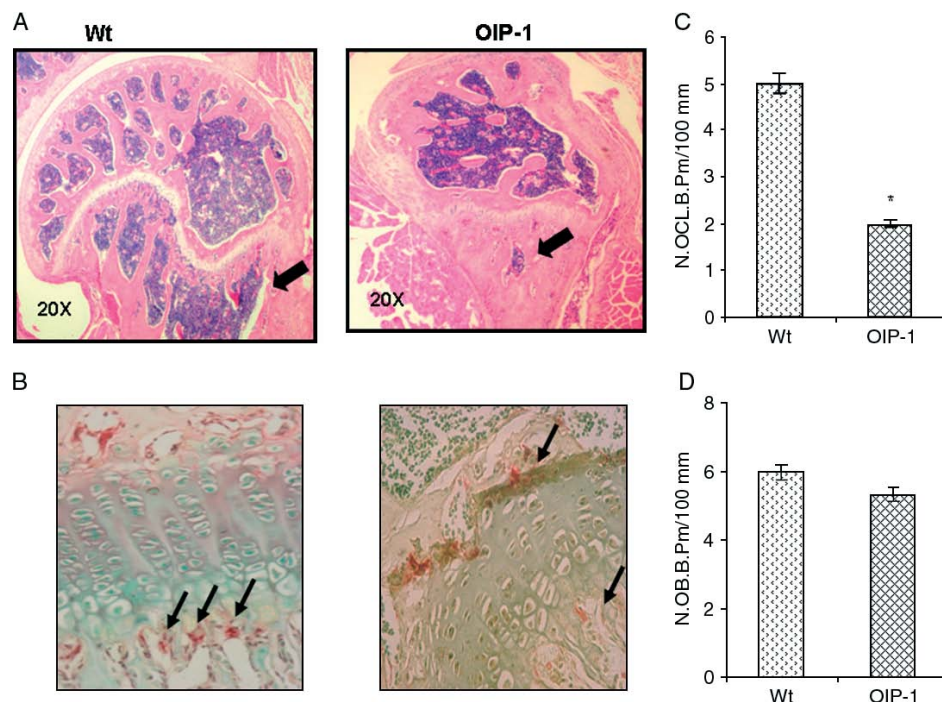 A
Wt
OIP-1
20X
20X
B
C
6
5
4
3
2
1
0
N.OCL.B.Pm/100 mm
*
Wt
OIP-1
D
8
6
4
2
0
N.OB.B.Pm/100 mm
Wt
OIP-1